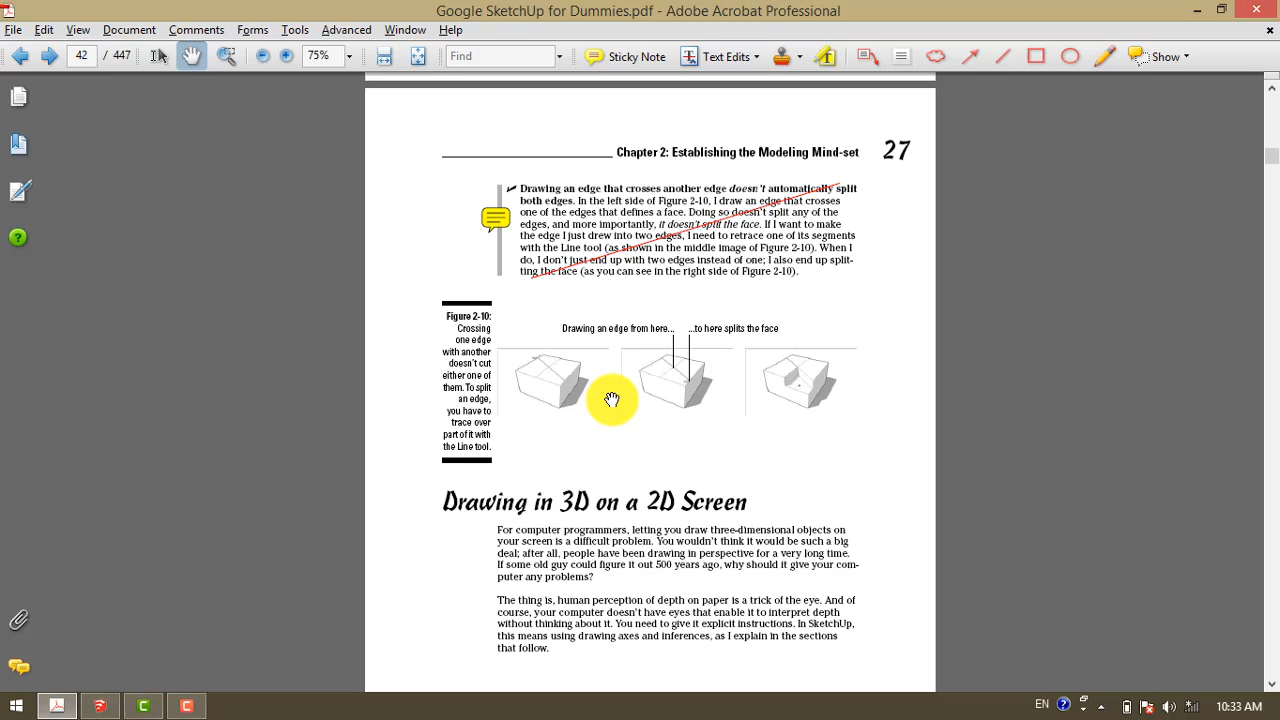 Google SketchUp 8 For Dummies.pdf - Adobe Acrobat Professional
File Edit View Document Comments Forms Tools Advanced Window Help
42 / 447 75% Find Sticky Note Text Edits Show
Chapter 2: Establishing the Modeling Mind-set 27
Drawing an edge that crosses another edge doesn't automatically split
both edges. In the left side of Figure 2-10, I draw an edge that crosses
one of the edges that defines a face. Doing so doesn't split any of the
edges, and more importantly, it doesn't split the face. If I want to make
the edge I just drew into two edges, I need to retrace one of its segments
with the Line tool (as shown in the middle image of Figure 2-10). When I
do, I don't just end up with two edges instead of one; I also end up split-
ting the face (as you can see in the right side of Figure 2-10).
Figure 2-10:
Crossing
one edge
with another
doesn't cut
either one of
them. To split
an edge,
you have to
trace over
part of it with
the Line tool.
Drawing an edge from here... ...to here splits the face
Drawing in 3D on a 2D Screen
For computer programmers, letting you draw three-dimensional objects on
your screen is a difficult problem. You wouldn't think it would be such a big
deal; after all, people have been drawing in perspective for a very long time.
If some old guy could figure it out 500 years ago, why should it give your com-
puter any problems?
The thing is, human perception of depth on paper is a trick of the eye. And of
course, your computer doesn't have eyes that enable it to interpret depth
without thinking about it. You need to give it explicit instructions. In SketchUp,
this means using drawing axes and inferences, as I explain in the sections
that follow.
EN 10:33 AM